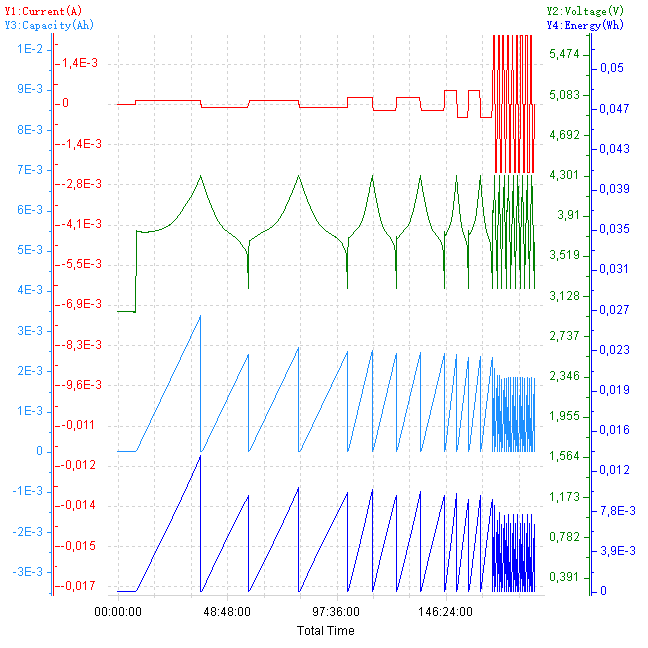 Y1:Current(A) Y2:Voltage(V)
Y3:Capacity(Ah) Y4:Energy(Wh)
1E-2 1,4E-3 5,474 0,05
9E-3 0 5,083 0,047
8E-3 -1,4E-3 4,692 0,043
7E-3 -2,8E-3 4,301 0,039
6E-3 -4,1E-3 3,91 0,035
5E-3 -5,5E-3 3,519 0,031
4E-3 -6,9E-3 3,128 0,027
3E-3 -8,3E-3 2,737 0,023
2E-3 -9,6E-3 2,346 0,019
1E-3 -0,011 1,955 0,016
0 -0,012 1,564 0,012
-1E-3 -0,014 1,173 7,8E-3
-2E-3 -0,015 0,782 3,9E-3
-3E-3 -0,017 0,391 0
00:00:00 48:48:00 97:36:00 146:24:00
Total Time